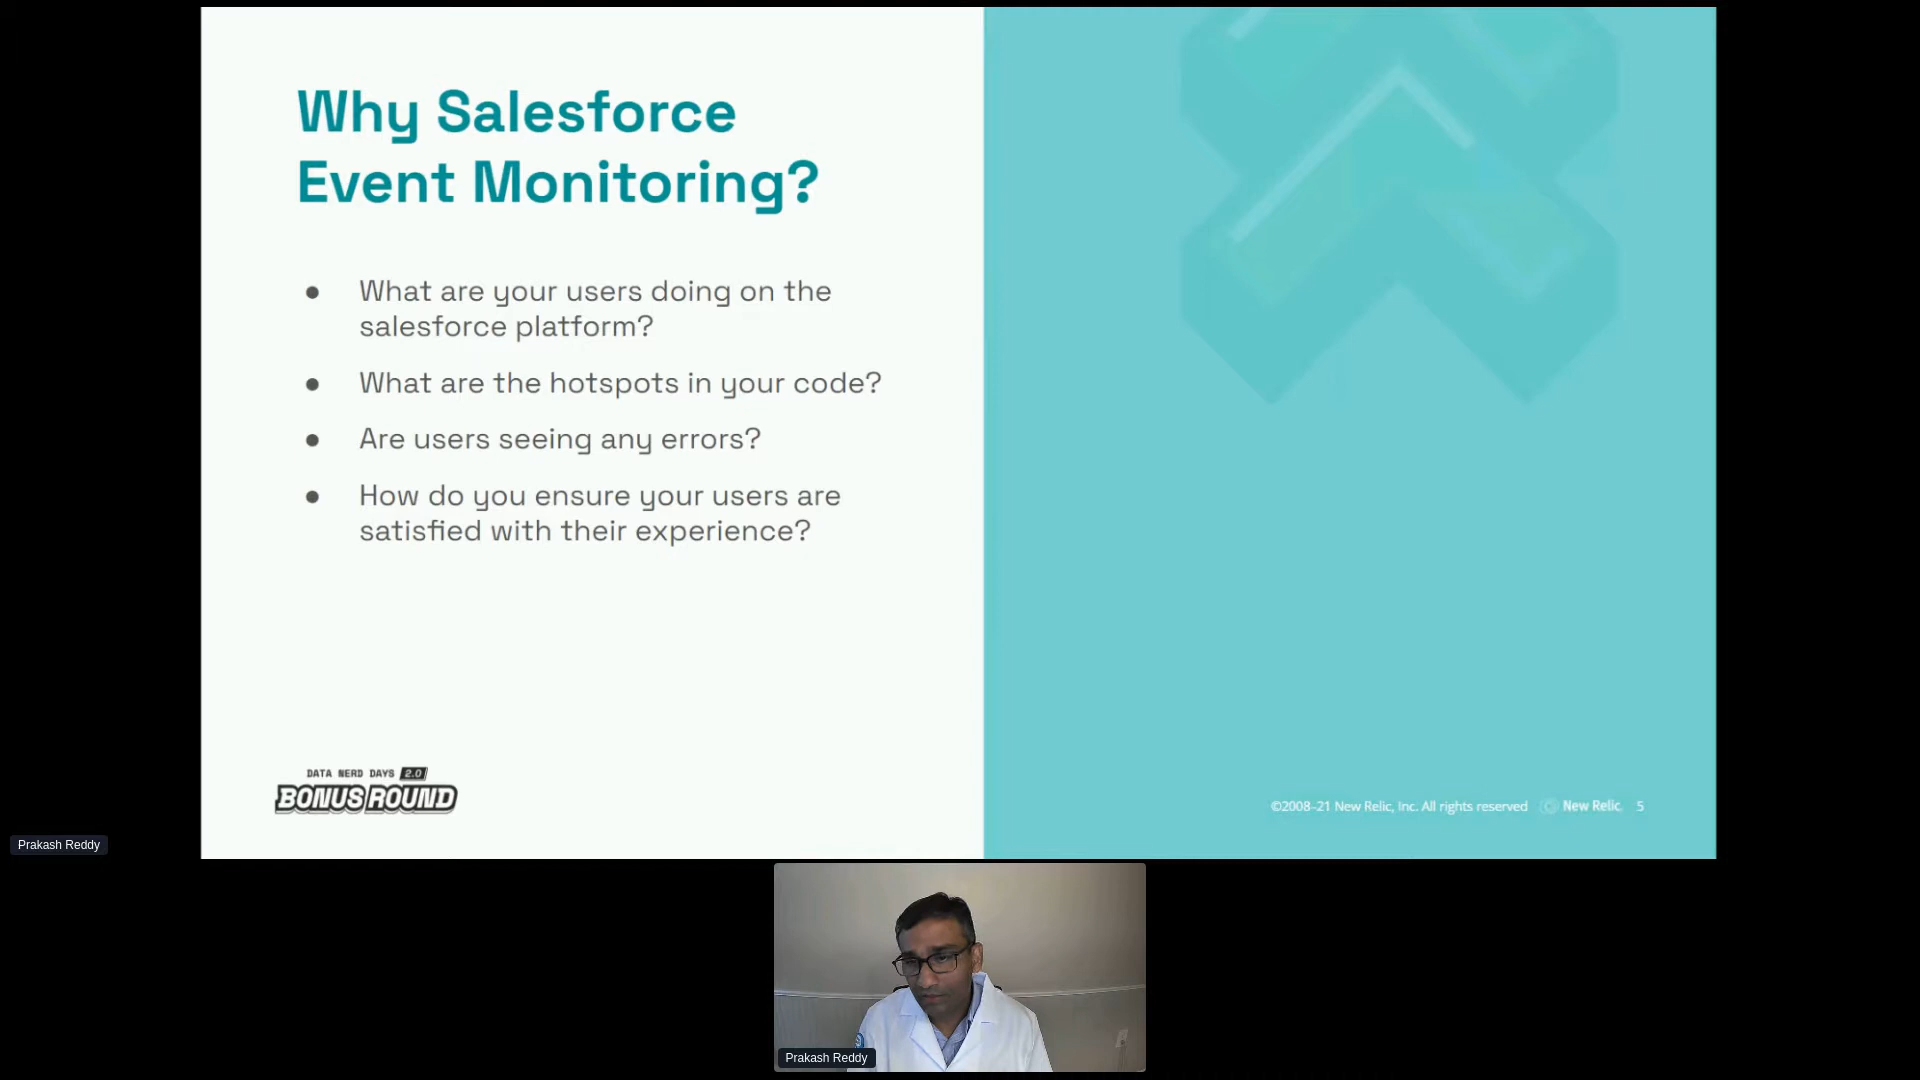 Why Salesforce
Event Monitoring?
● What are your users doing on the
salesforce platform?
● What are the hotspots in your code?
● Are users seeing any errors?
● How do you ensure your users are
satisfied with their experience?
DATA NERD DAYS 2.0
BONUS ROUND
©2008–21 New Relic, Inc. All rights reserved New Relic. 5
Prakash Reddy
Prakash Reddy